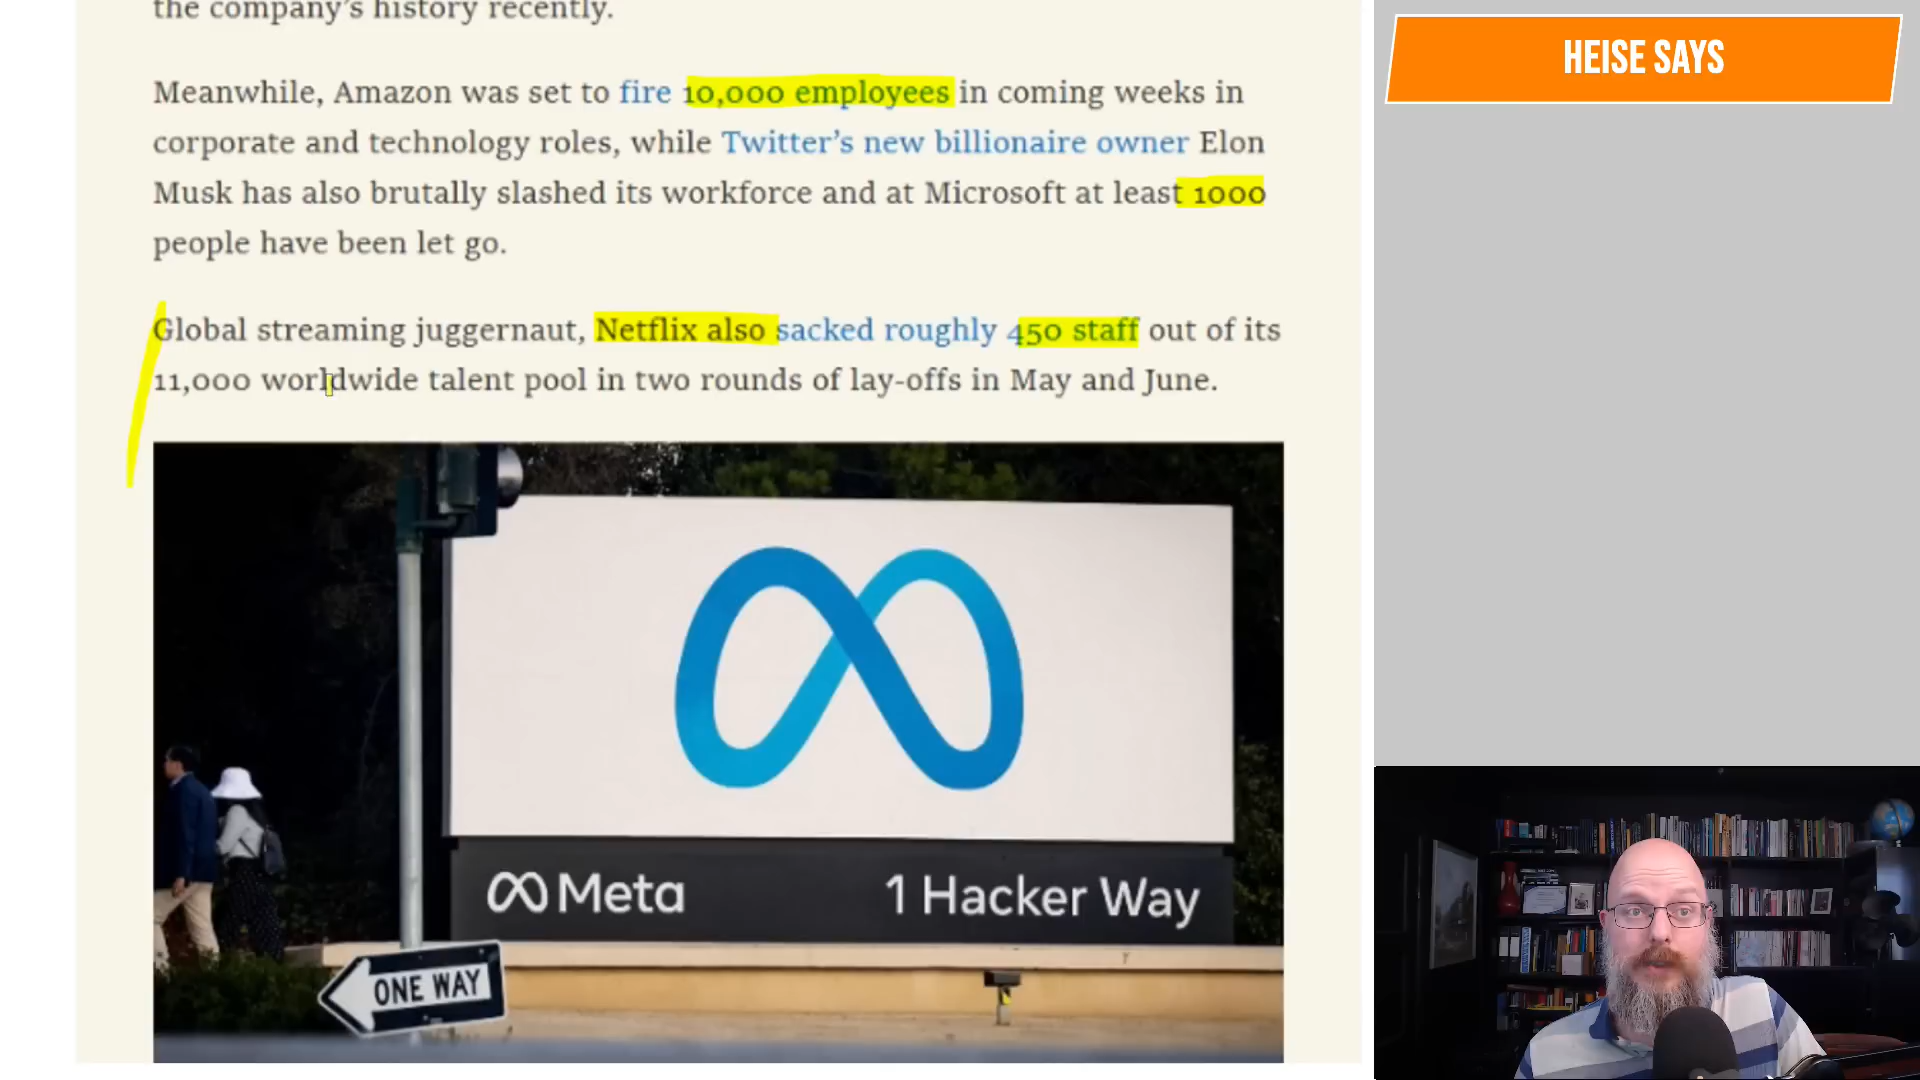 the company's history recently.
Meanwhile, Amazon was set to fire 10,000 employees in coming weeks in
corporate and technology roles, while Twitter's new billionaire owner Elon
Musk has also brutally slashed its workforce and at Microsoft at least 1000
people have been let go.
Global streaming juggernaut, Netflix also sacked roughly 450 staff out of its
11,000 worldwide talent pool in two rounds of lay-offs in May and June.
Meta 1 Hacker Way
ONE WAY
HEISE SAYS